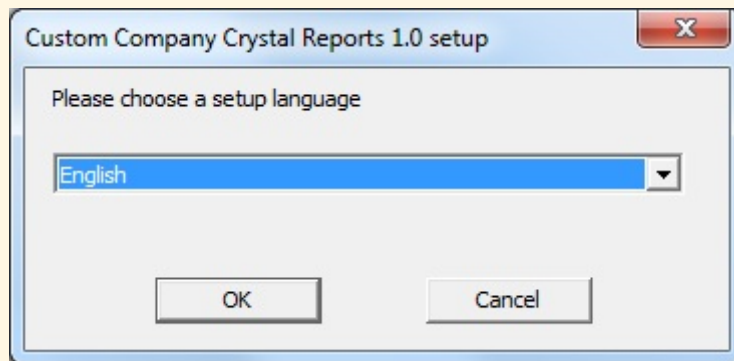 Custom Company Crystal Reports 1.0 setup
Please choose a setup language
English
OK
Cancel